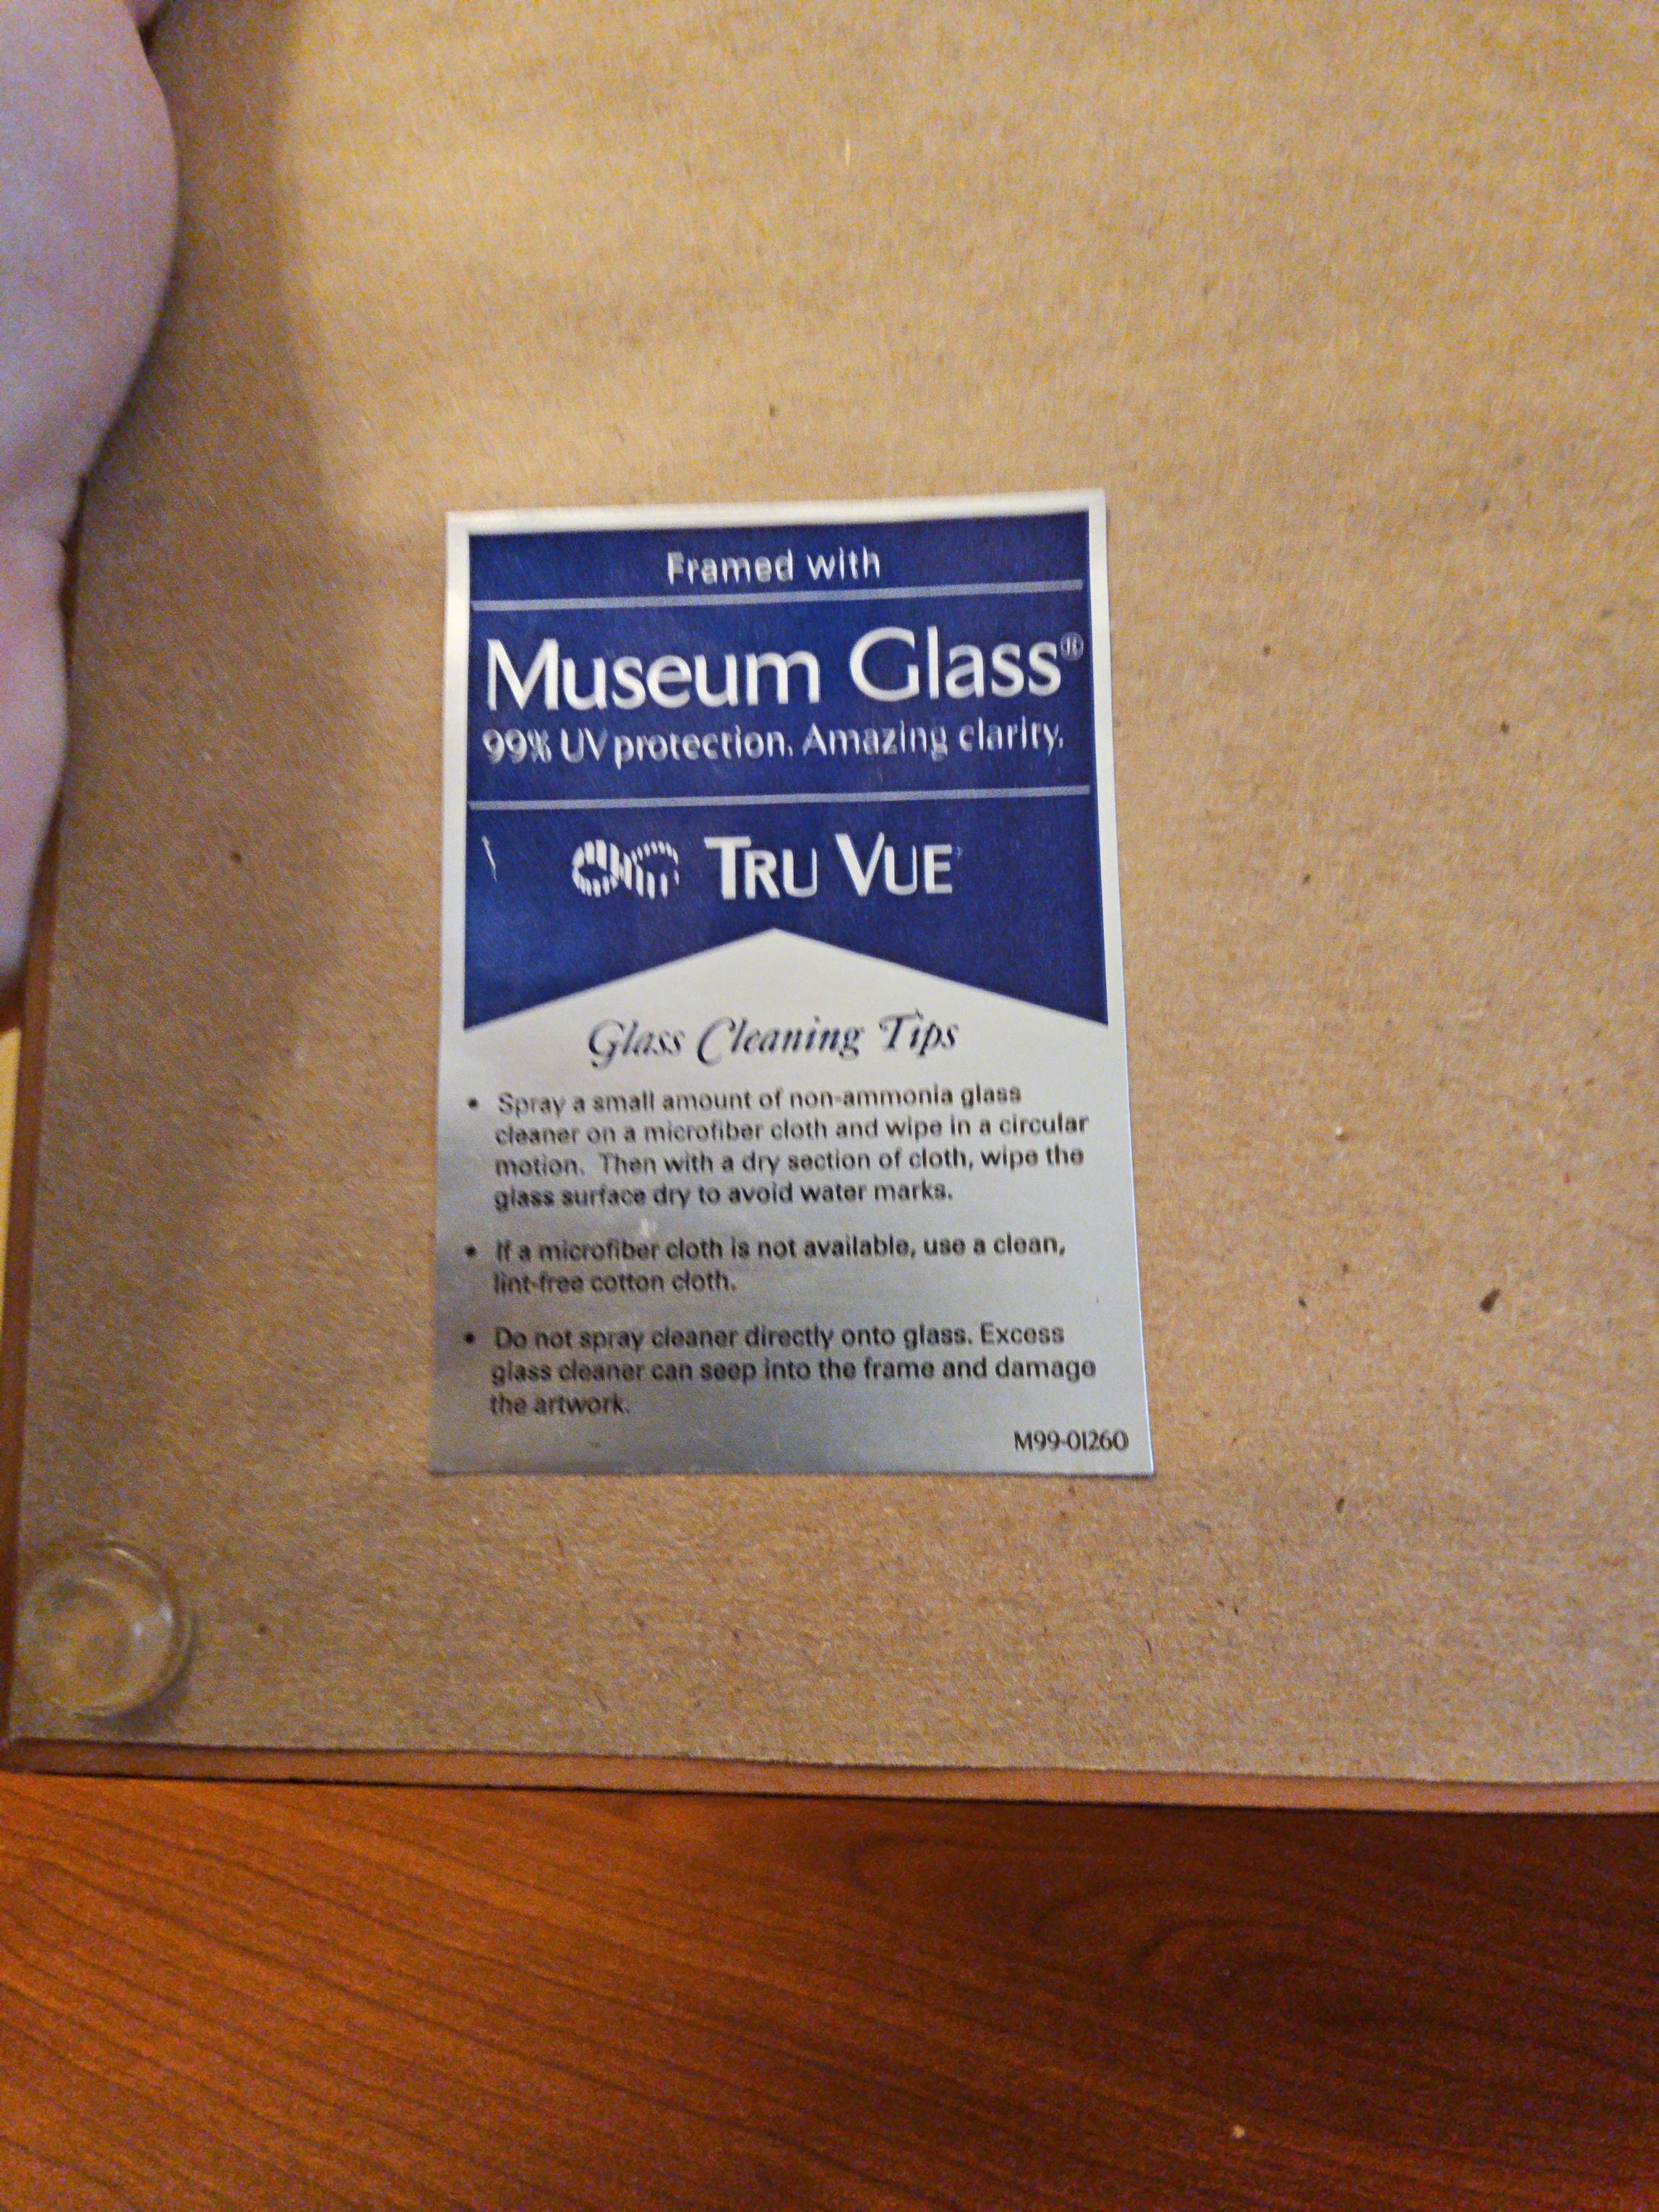 Framed with
Museum Glass®
99% UV protection. Amazing clarity.
TRU VUE
Glass Cleaning Tips
• Spray a small amount of non-ammonia glass
cleaner on a microfiber cloth and wipe in a circular
motion. Then with a dry section of cloth, wipe the
glass surface dry to avoid water marks.
• If a microfiber cloth is not available, use a clean,
lint-free cotton cloth.
• Do not spray cleaner directly onto glass. Excess
glass cleaner can seep into the frame and damage
the artwork.
M99-01260